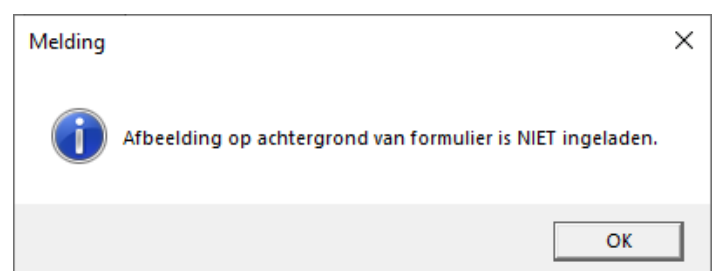 Melding
Afbeelding op achtergrond van formulier is NIET ingeladen.
OK